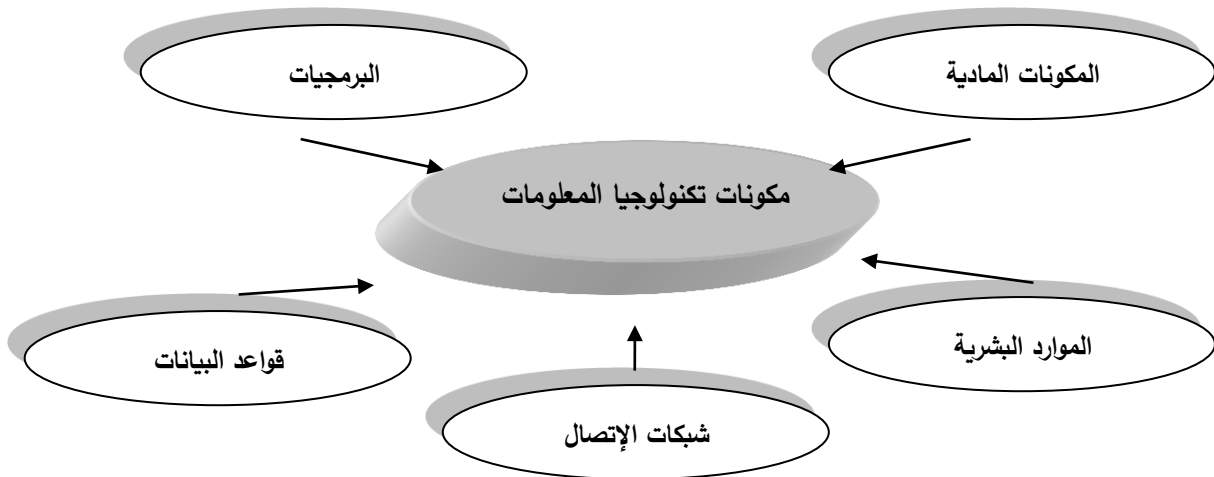 المكونات المادية
البرمجيات
مكونات تكنولوجيا المعلومات
الموارد البشرية
قواعد البيانات
شبكات الإتصال